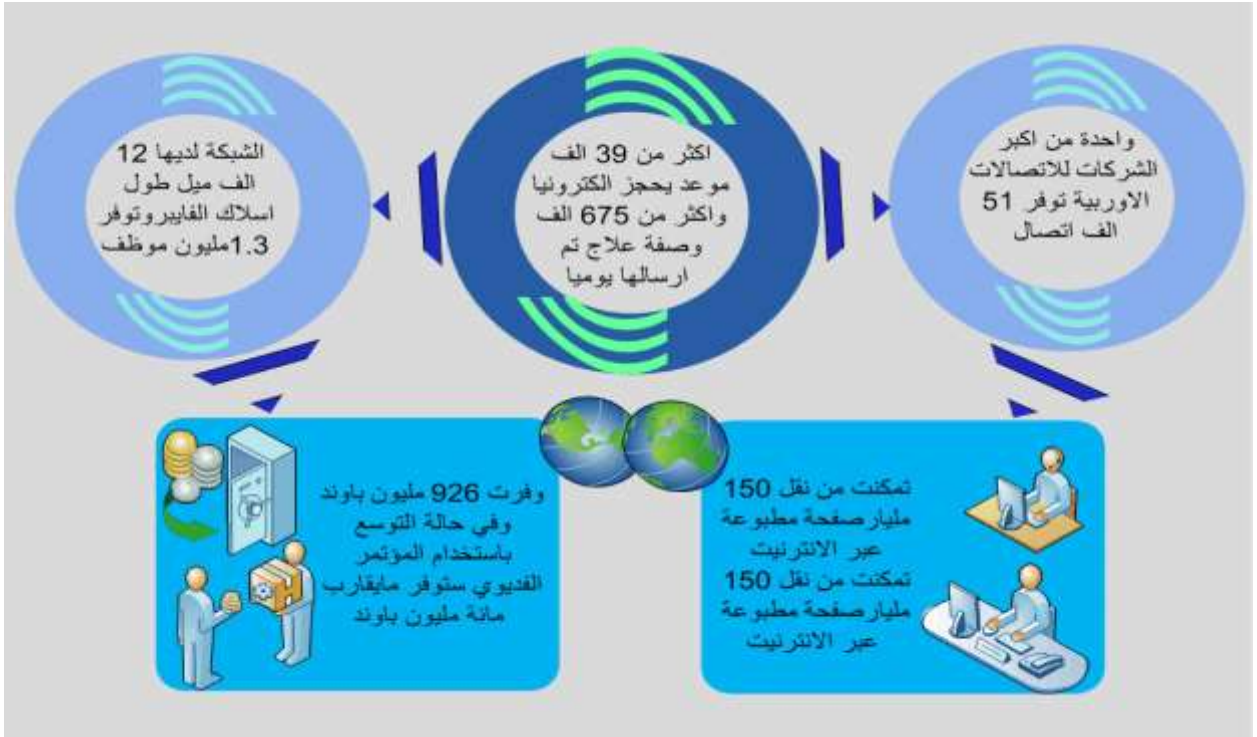 واحدة من اكبر
الشركات للاتصالات
الاوربية توفر 51
الف اتصال
اكثر من 39 الف
موعد يحجز الكترونيا
واكثر من 675 الف
وصفة علاج تم
ارسالها يوميا
الشبكة لديها 12
الف ميل طول
اسلاك الفايبروتوفر
1.3مليون موظف
تمكنت من نقل 150
مليارصفحة مطبوعة
عبر الانترنيت
تمكنت من نقل 150
مليارصفحة مطبوعة
عبر الانترنيت
وفرت 926 مليون باوند
وفي حالة التوسع
باستخدام المؤتمر
الفديوي ستوفر مايقارب
مائة مليون باوند